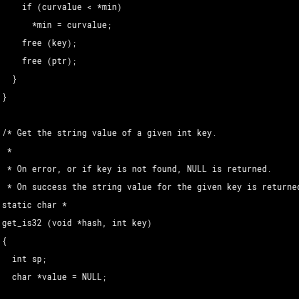 if (curvalue < *min)
*min = curvalue;
free (key);
free (ptr);
}
}
/* Get the string value of a given int key.
*
* On error, or if key is not found, NULL is returned.
* On success the string value for the given key is returned
static char *
get_is32 (void *hash, int key)
{
int sp;
char *value = NULL;